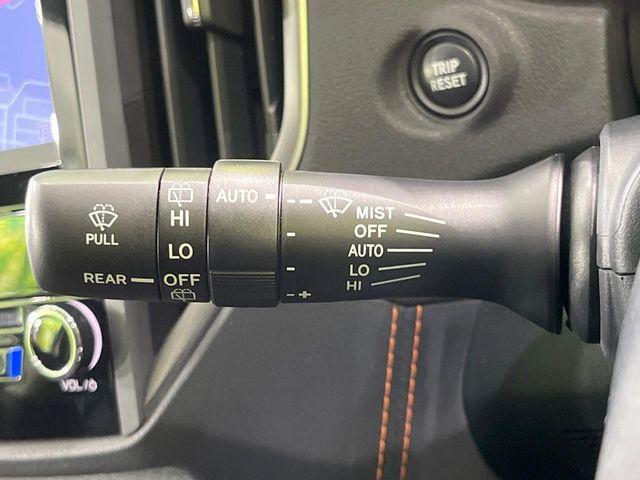 TRIP
RESET
PULL
REAR
HI
LO
OFF
AUTO
- +
MIST
OFF
AUTO
LO
HI
VOL/